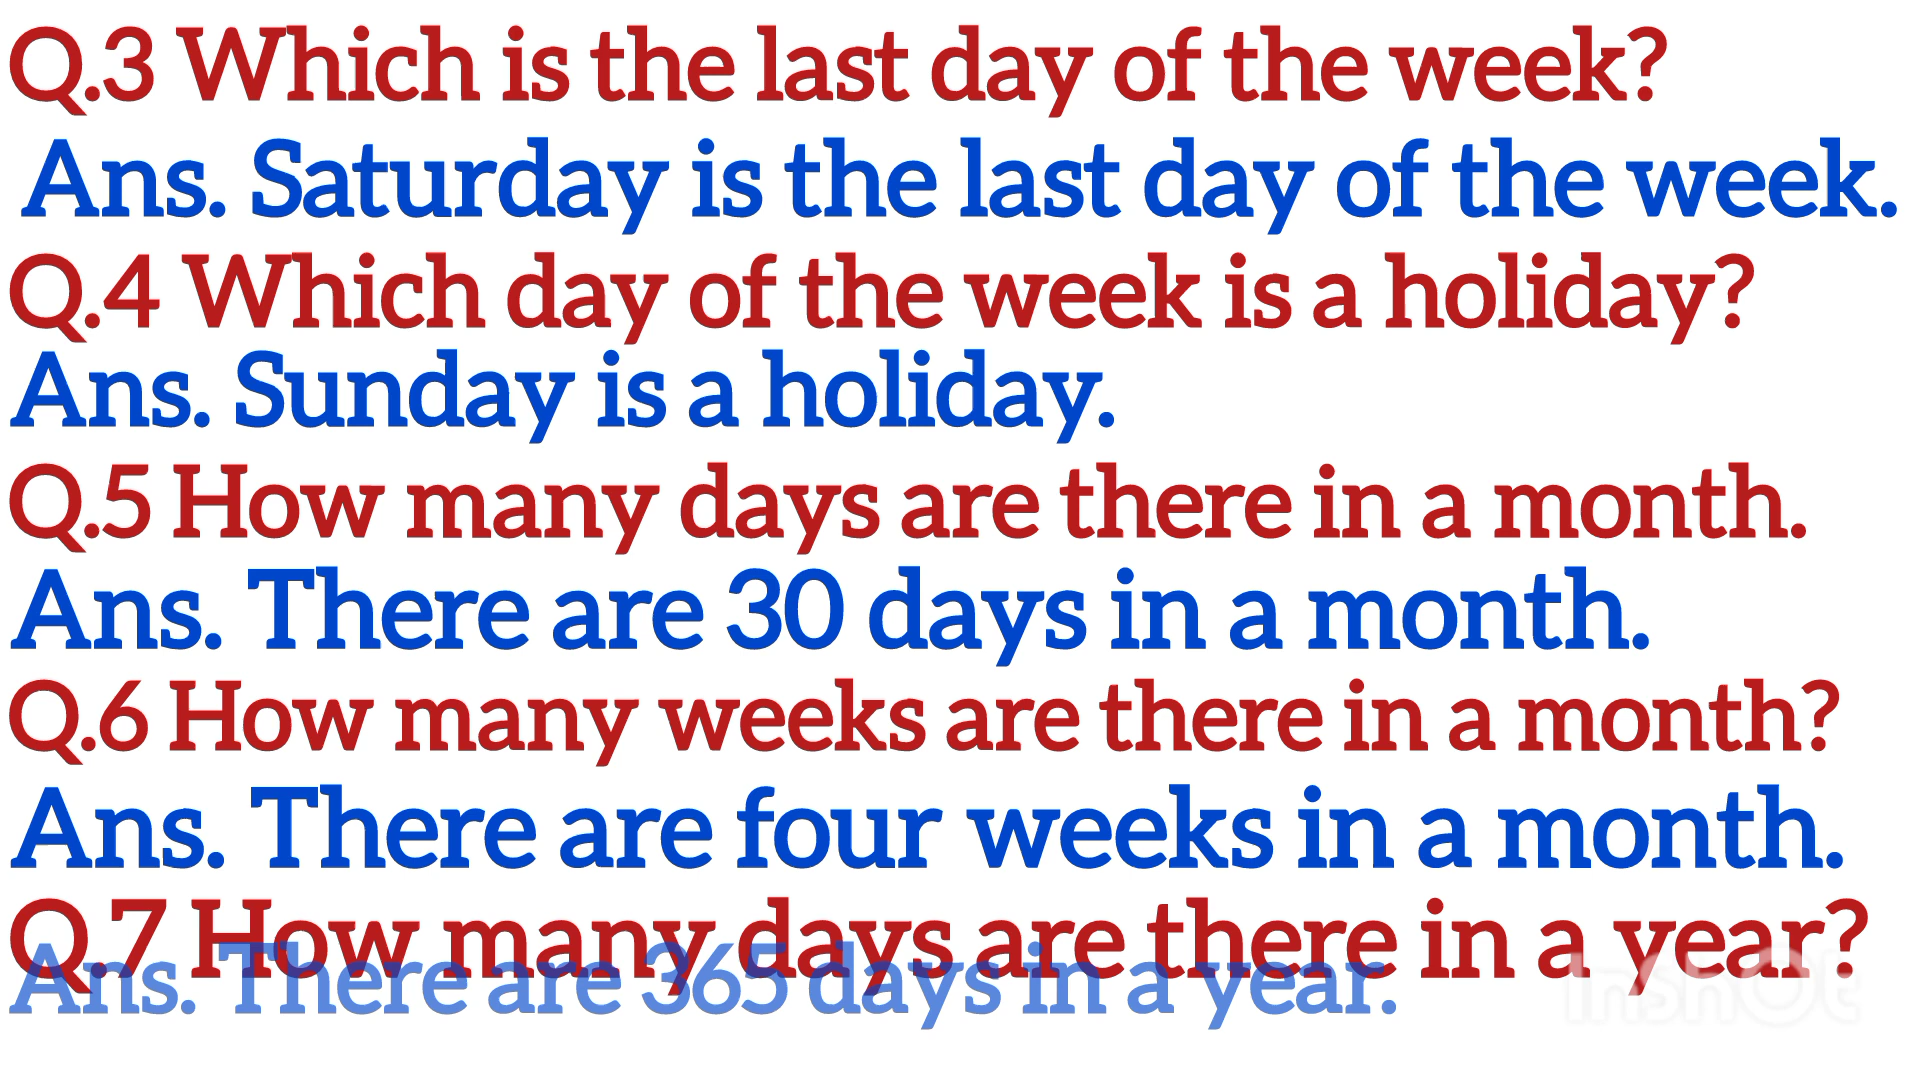 Q.3 Which is the last day of the week?
Ans. Saturday is the last day of the week.
Q.4 Which day of the week is a holiday?
Ans. Sunday is a holiday.
Q.5 How many days are there in a month.
Ans. There are 30 days in a month.
Q.6 How many weeks are there in a month?
Ans. There are four weeks in a month.
Q.7 How many days are there in a year?
Ans. There are 365 days in a year.
InShOt